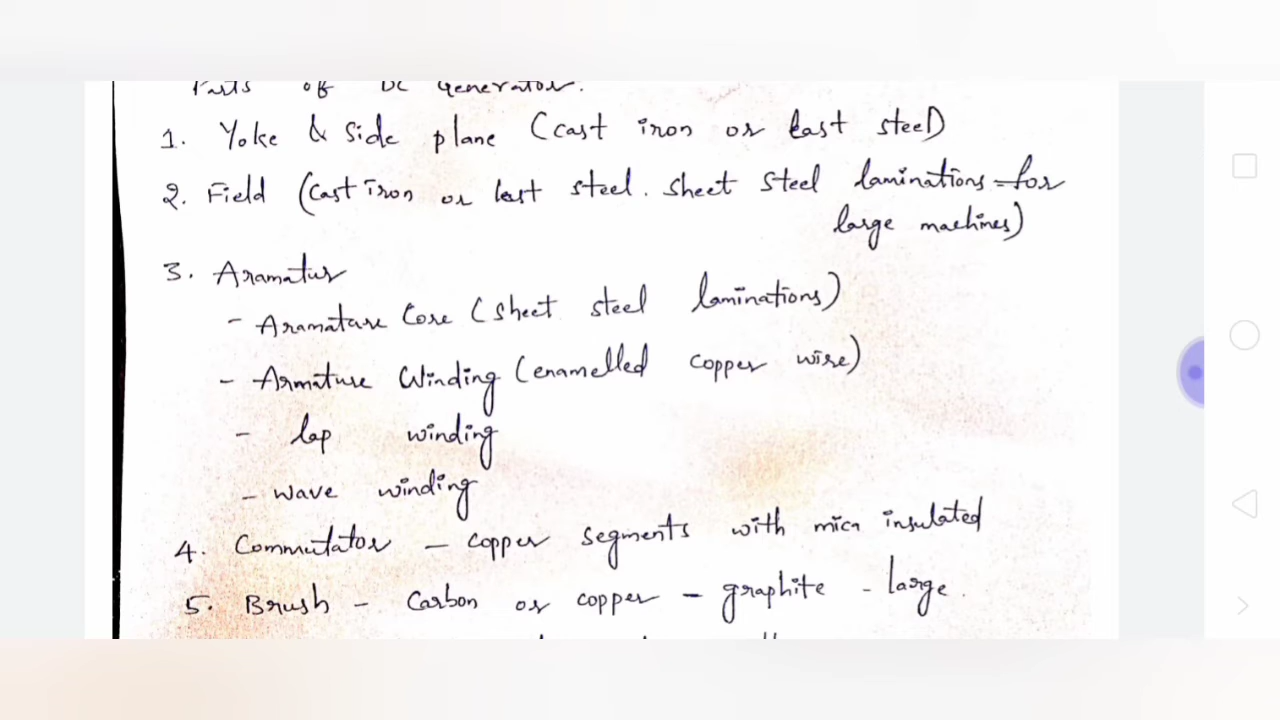 Parts of DC Generator.
1. Yoke & Side plane (cast iron or cast steel)
2. Field (cast iron or cast steel. sheet steel laminations - for
large machines)
3. Aramatur
- Aramature Core (sheet steel laminations)
- Armature Winding (enamelled copper wire)
- lap winding
- wave winding
4. Commutator - copper segments with mica insulated
5. Brush - Carbon or copper - graphite - large.